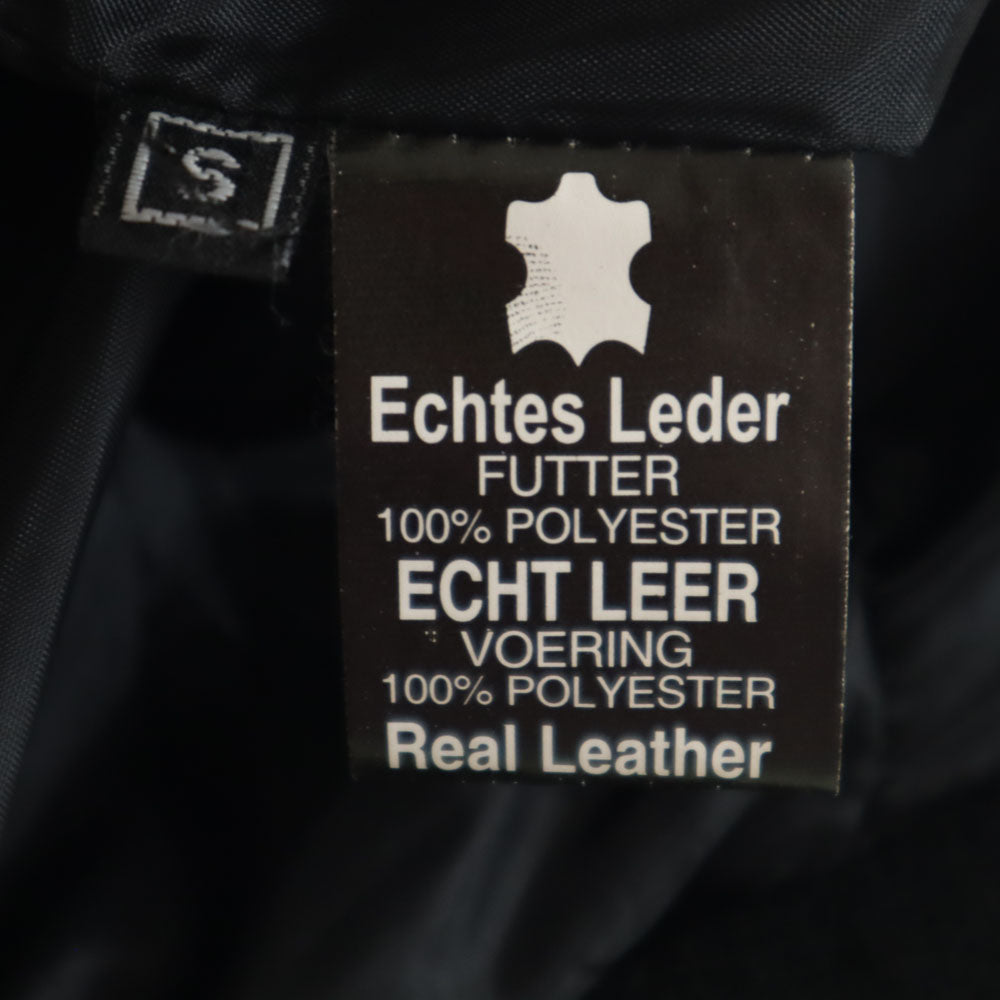 S
Echtes Leder
FUTTER
100% POLYESTER
ECHT LEER
VOERING
100% POLYESTER
Real Leather